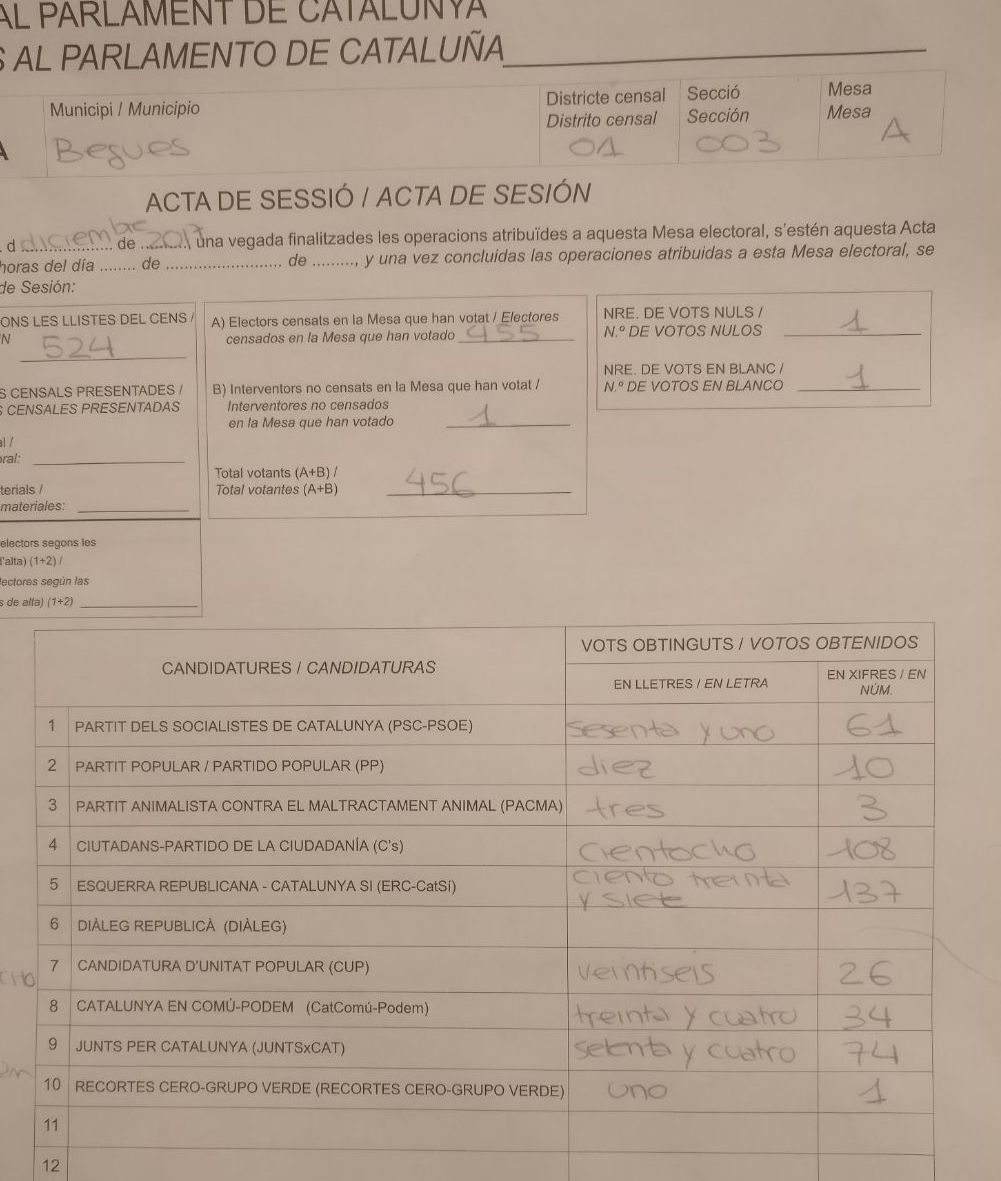 AL PARLAMENT DE CATALUNYA
S AL PARLAMENTO DE CATALUÑA
Municipi / Municipio
Begues
Districte censal
Distrito censal
01
Secció
Sección
003
Mesa
Mesa
A
ACTA DE SESSIÓ / ACTA DE SESIÓN
d diciembre de 2017, una vegada finalitzades les operacions atribuïdes a aquesta Mesa electoral, s'estén aquesta Acta
horas del día ........ de ........................ de ........., y una vez concluidas las operaciones atribuidas a esta Mesa electoral, se
de Sesión:
ONS LES LLISTES DEL CENS /
N
524
S CENSALS PRESENTADES /
S CENSALES PRESENTADAS
al /
oral:
terials /
materiales:
electors segons les
d'alta) (1+2) /
lectores según las
s de alta) (1+2)
A) Electors censats en la Mesa que han votat / Electores
censados en la Mesa que han votado 455
B) Interventors no censats en la Mesa que han votat /
Interventores no censados
en la Mesa que han votado 1
Total votants (A+B) /
Total votantes (A+B) 456
NRE. DE VOTS NULS /
N.º DE VOTOS NULOS 1
NRE. DE VOTS EN BLANC /
N.º DE VOTOS EN BLANCO 1
CANDIDATURES / CANDIDATURAS
VOTS OBTINGUTS / VOTOS OBTENIDOS
EN LLETRES / EN LETRA
EN XIFRES / EN
NÚM.
1 PARTIT DELS SOCIALISTES DE CATALUNYA (PSC-PSOE) sesenta y uno 61
2 PARTIT POPULAR / PARTIDO POPULAR (PP) diez 10
3 PARTIT ANIMALISTA CONTRA EL MALTRACTAMENT ANIMAL (PACMA) tres 3
4 CIUTADANS-PARTIDO DE LA CIUDADANÍA (C's) cientocho 108
5 ESQUERRA REPUBLICANA - CATALUNYA SI (ERC-CatSí) ciento treinta
y siete 137
6 DIÀLEG REPUBLICÀ (DIÀLEG)
7 CANDIDATURA D'UNITAT POPULAR (CUP) veintiseis 26
8 CATALUNYA EN COMÚ-PODEM (CatComú-Podem) treinta y cuatro 34
9 JUNTS PER CATALUNYA (JUNTSxCAT) setenta y cuatro 74
10 RECORTES CERO-GRUPO VERDE (RECORTES CERO-GRUPO VERDE) uno 1
11
12